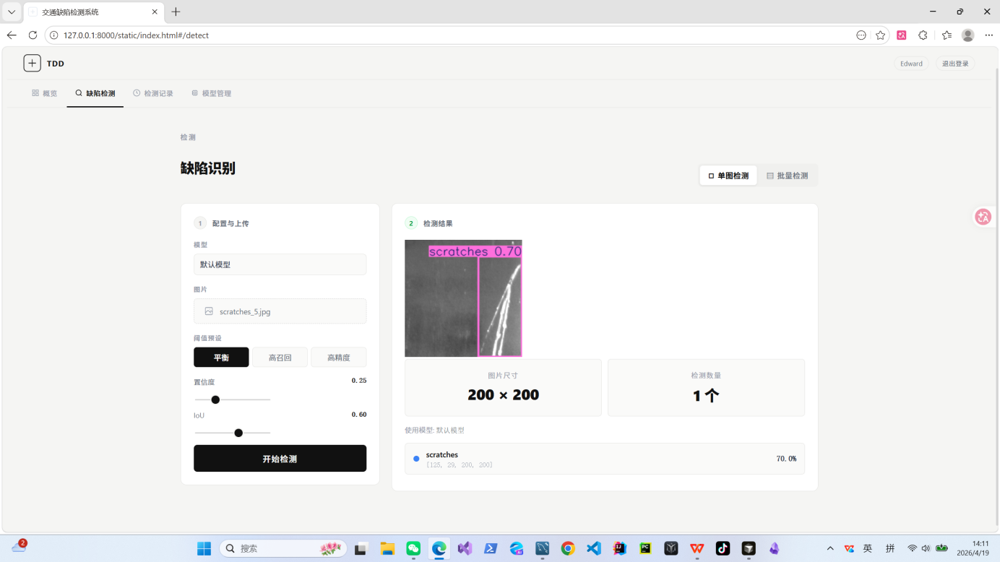 交通缺陷检测系统
127.0.0.1:8000/static/index.html#/detect
TDD
Edward
退出登录
概览
缺陷检测
检测记录
模型管理
检测
缺陷识别
单图检测
批量检测
1 配置与上传
模型
默认模型
图片
scratches_5.jpg
阈值预设
平衡
高召回
高精度
置信度 0.25
IoU 0.60
开始检测
2 检测结果
scratches 0.70
图片尺寸
200 × 200
检测数量
1 个
使用模型: 默认模型
scratches
[125, 29, 200, 200]
70.0%
2
搜索
英
拼
14:11
2026/4/19